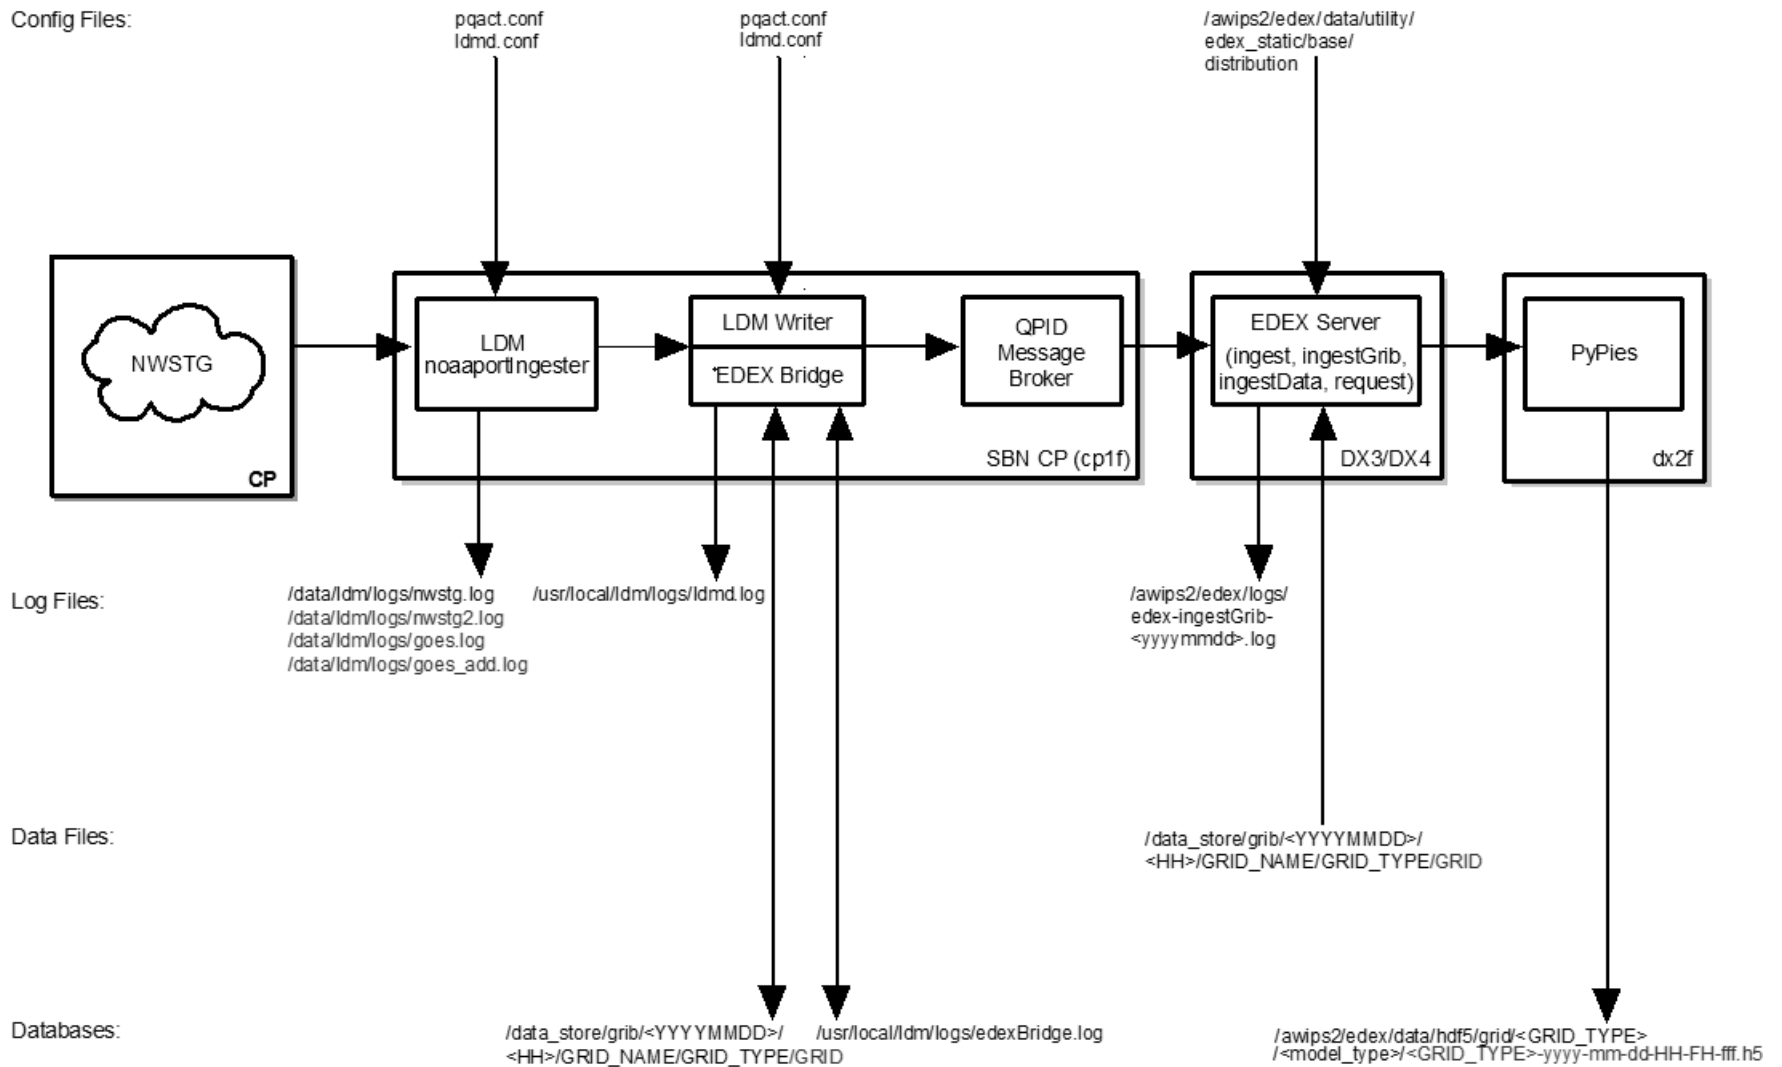 Config Files:
pqact.conf
ldmd.conf
pqact.conf
ldmd.conf
/awips2/edex/data/utility/
edex_static/base/
distribution
NWSTG
CP
LDM
noaaportIngester
LDM Writer
EDEX Bridge
QPID
Message
Broker
SBN CP (cp1f)
EDEX Server
(ingest, ingestGrib,
ingestData, request)
DX3/DX4
PyPies
dx2f
Log Files:
/data/ldm/logs/nwstg.log
/data/ldm/logs/nwstg2.log
/data/ldm/logs/goes.log
/data/ldm/logs/goes_add.log
/usr/local/ldm/logs/ldmd.log
/awips2/edex/logs/
edex-ingestGrib-
<yyyymmdd>.log
Data Files:
/data_store/grib/<YYYYMMDD>/
<HH>/GRID_NAME/GRID_TYPE/GRID
Databases:
/data_store/grib/<YYYYMMDD>/
<HH>/GRID_NAME/GRID_TYPE/GRID
/usr/local/ldm/logs/edexBridge.log
/awips2/edex/data/hdf5/grid/<GRID_TYPE>
/<model_type>/<GRID_TYPE>-yyyy-mm-dd-HH-FH-fff.h5